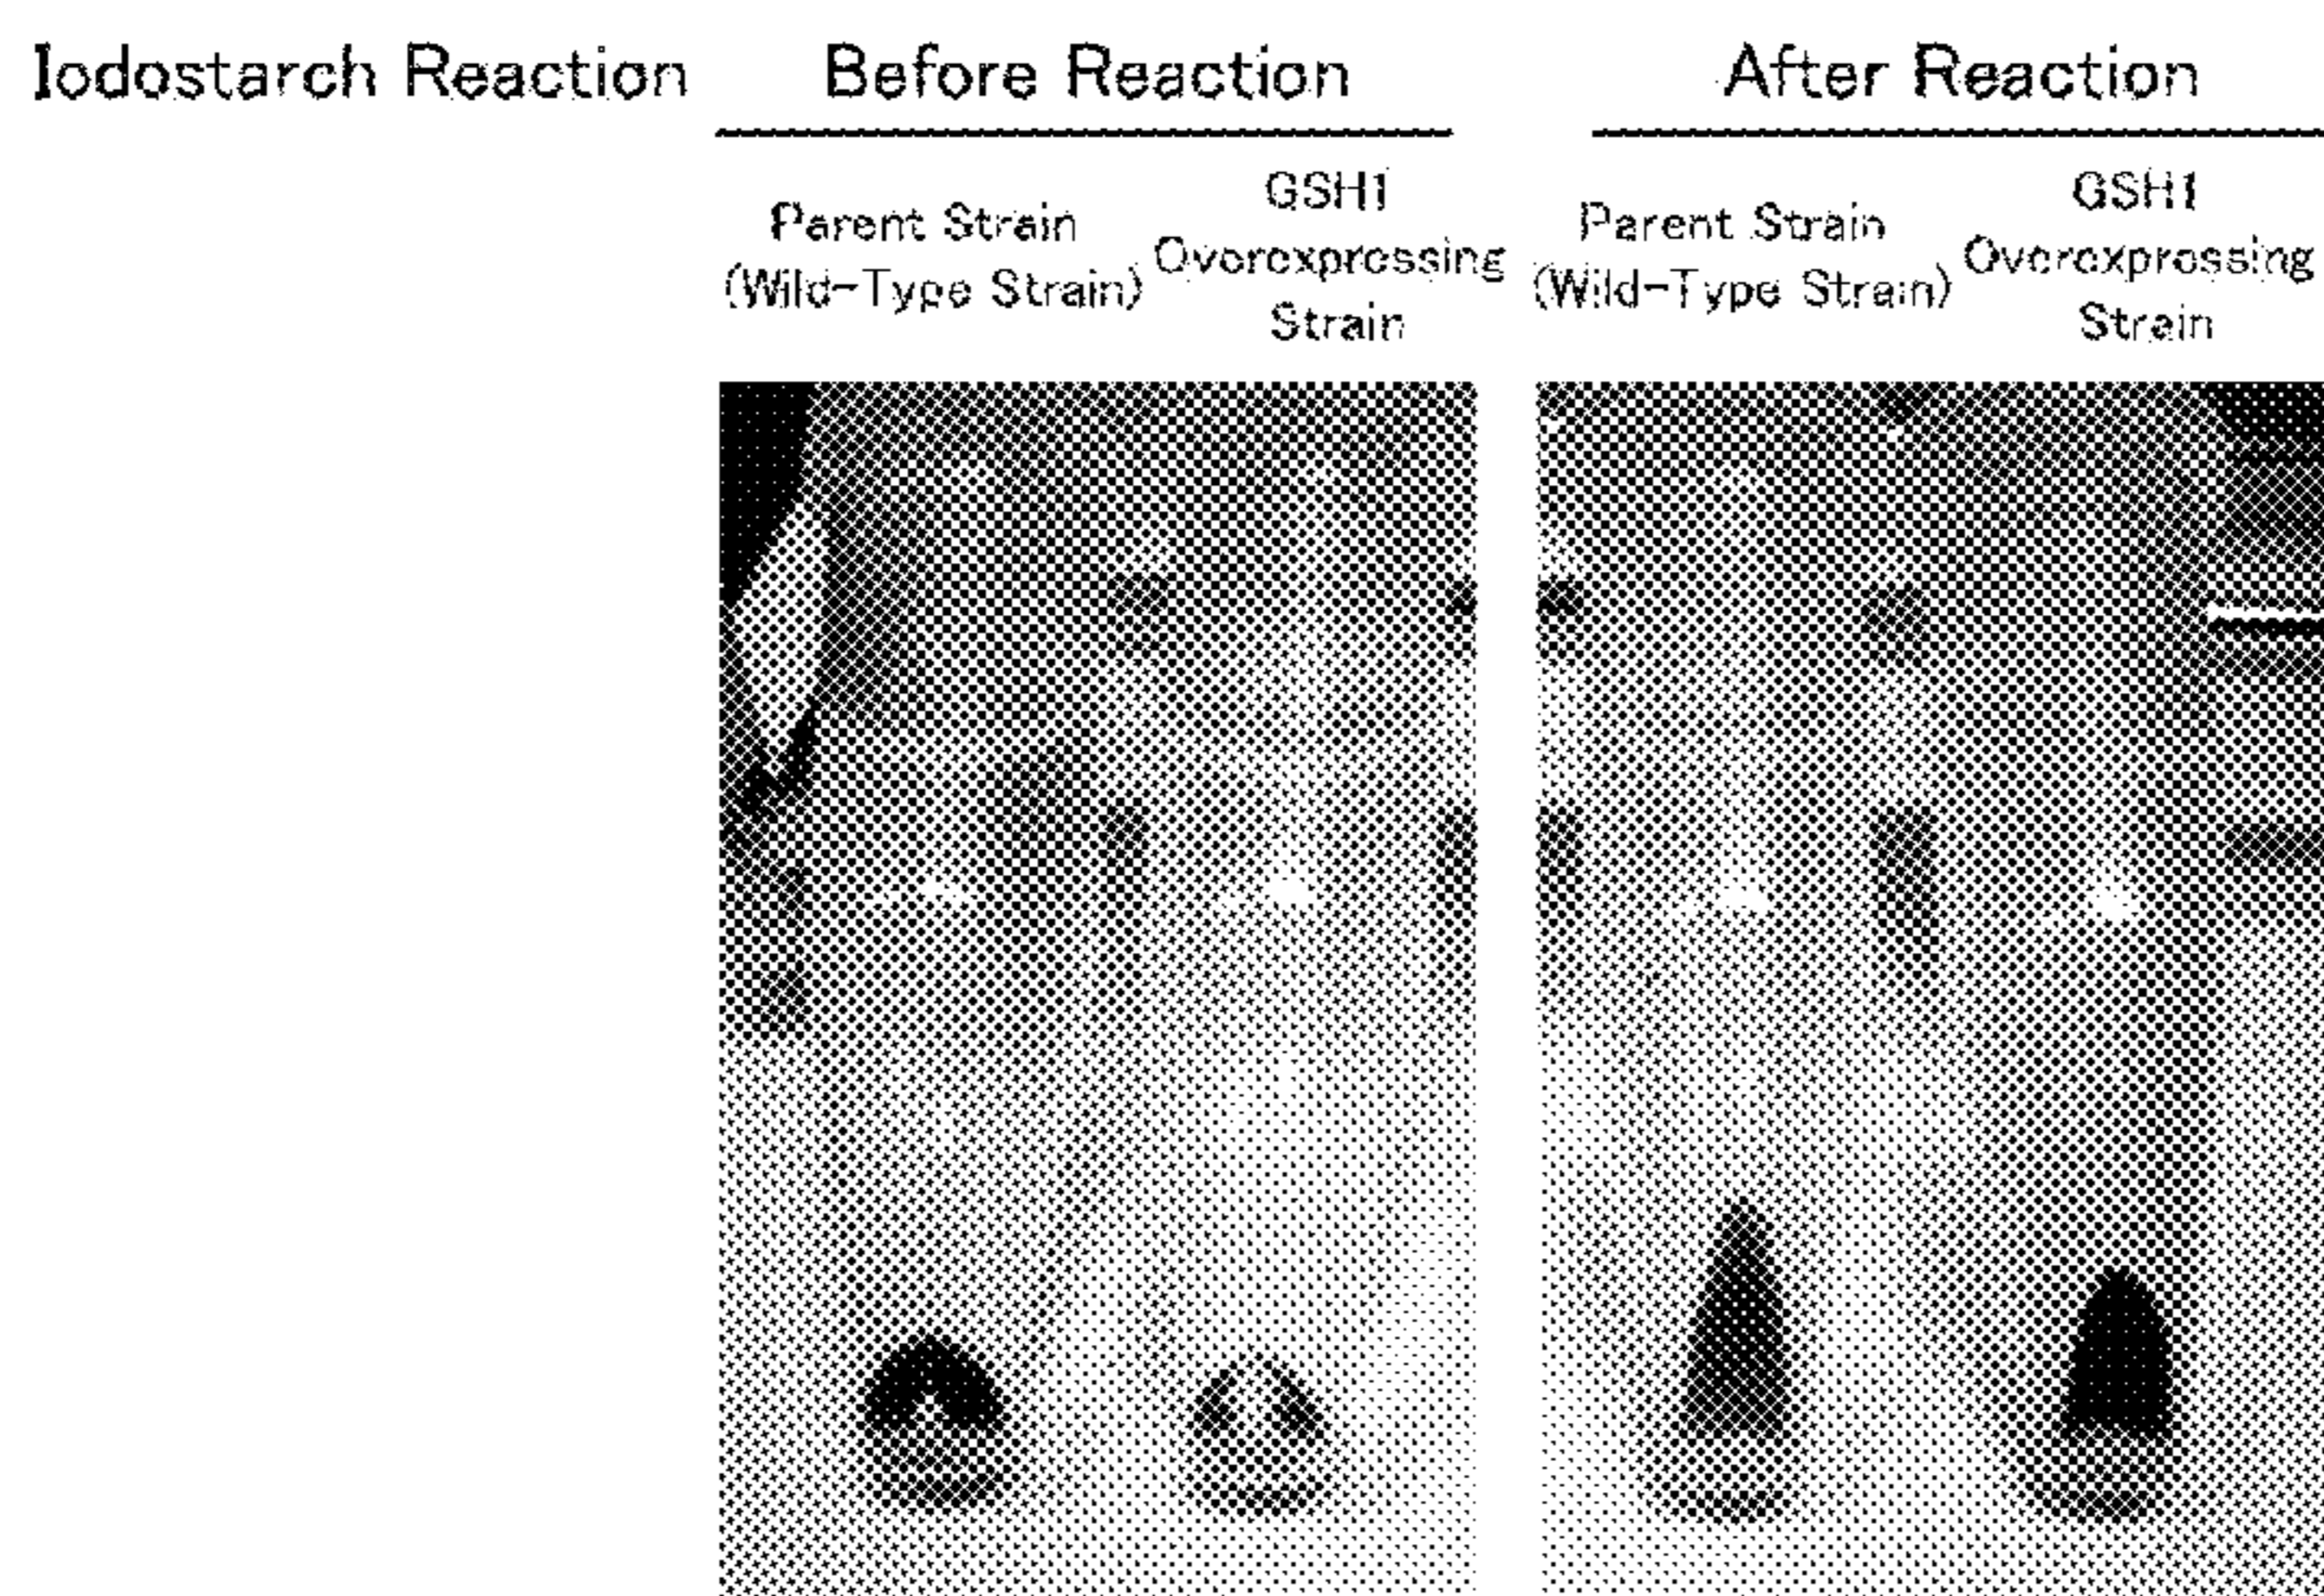 Iodostarch Reaction
Before Reaction
After Reaction
Parent Strain
(Wild-Type Strain)
GSH1
Overexpressing
Strain
Parent Strain
(Wild-Type Strain)
GSH1
Overexpressing
Strain